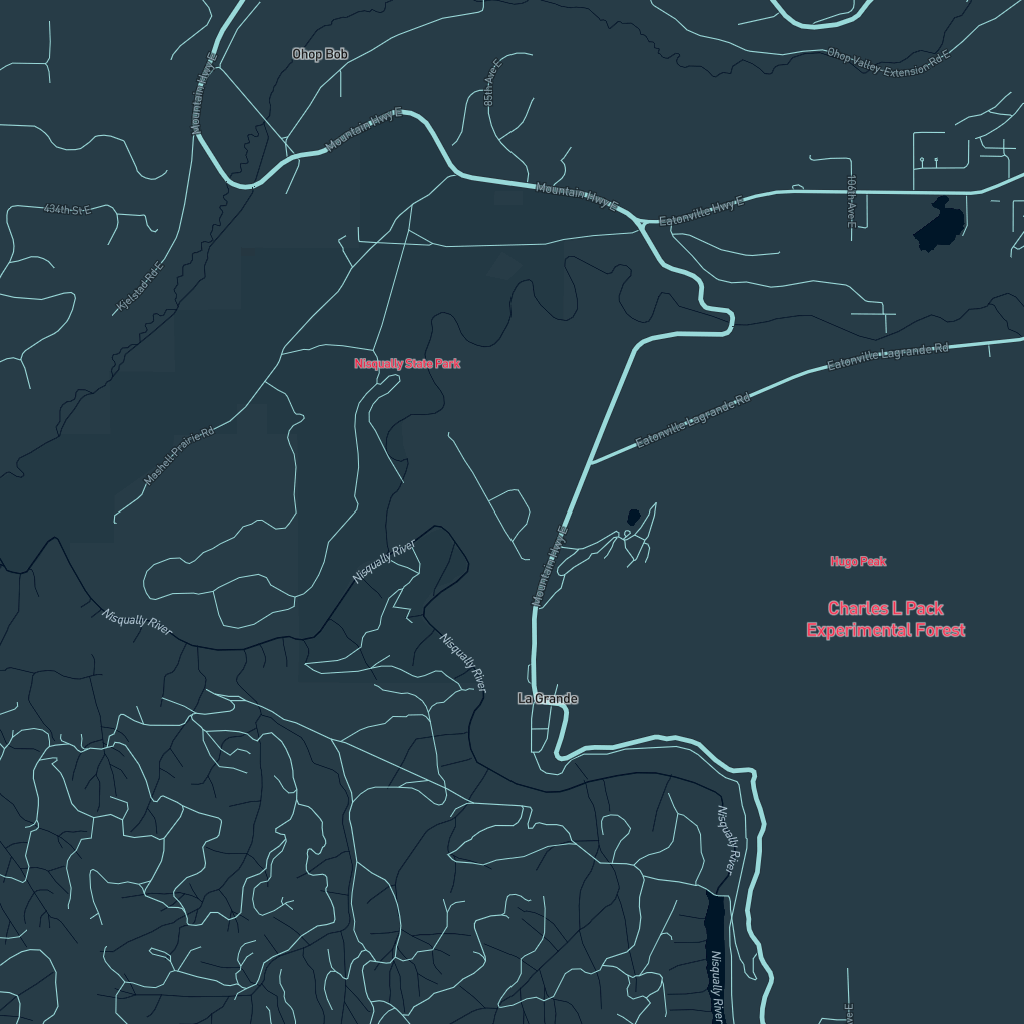 Ohop Bob
Mountain Hwy E
Mountain Hwy E
85th Ave E
Ohop Valley-Extension Rd E
Mountain Hwy E
Eatonville Hwy E
106th Ave E
434th St E
Kjelstad Rd E
Nisqually State Park
Eatonville Lagrande Rd
Eatonville Lagrande Rd
Mashell-Prairie Rd
Mountain Hwy E
Nisqually River
Hugo Peak
Charles L Pack
Experimental Forest
Nisqually River
Nisqually River
La Grande
Nisqually River
Nisqually River
ve E